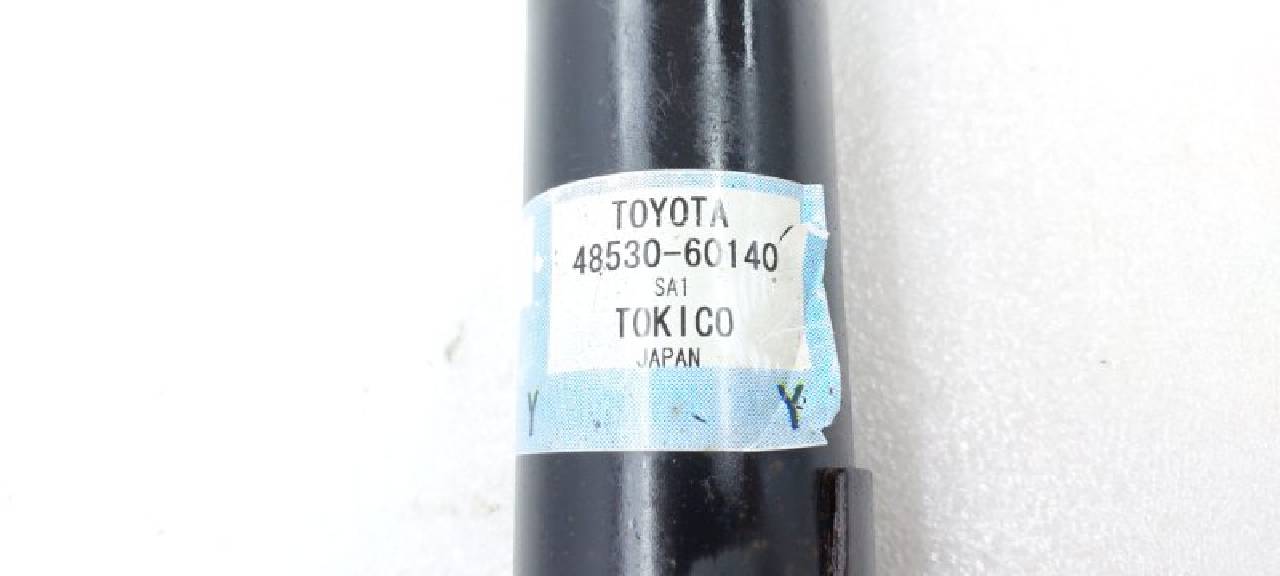 TOYOTA
48530-60140
SA1
TOKICO
JAPAN
Y Y